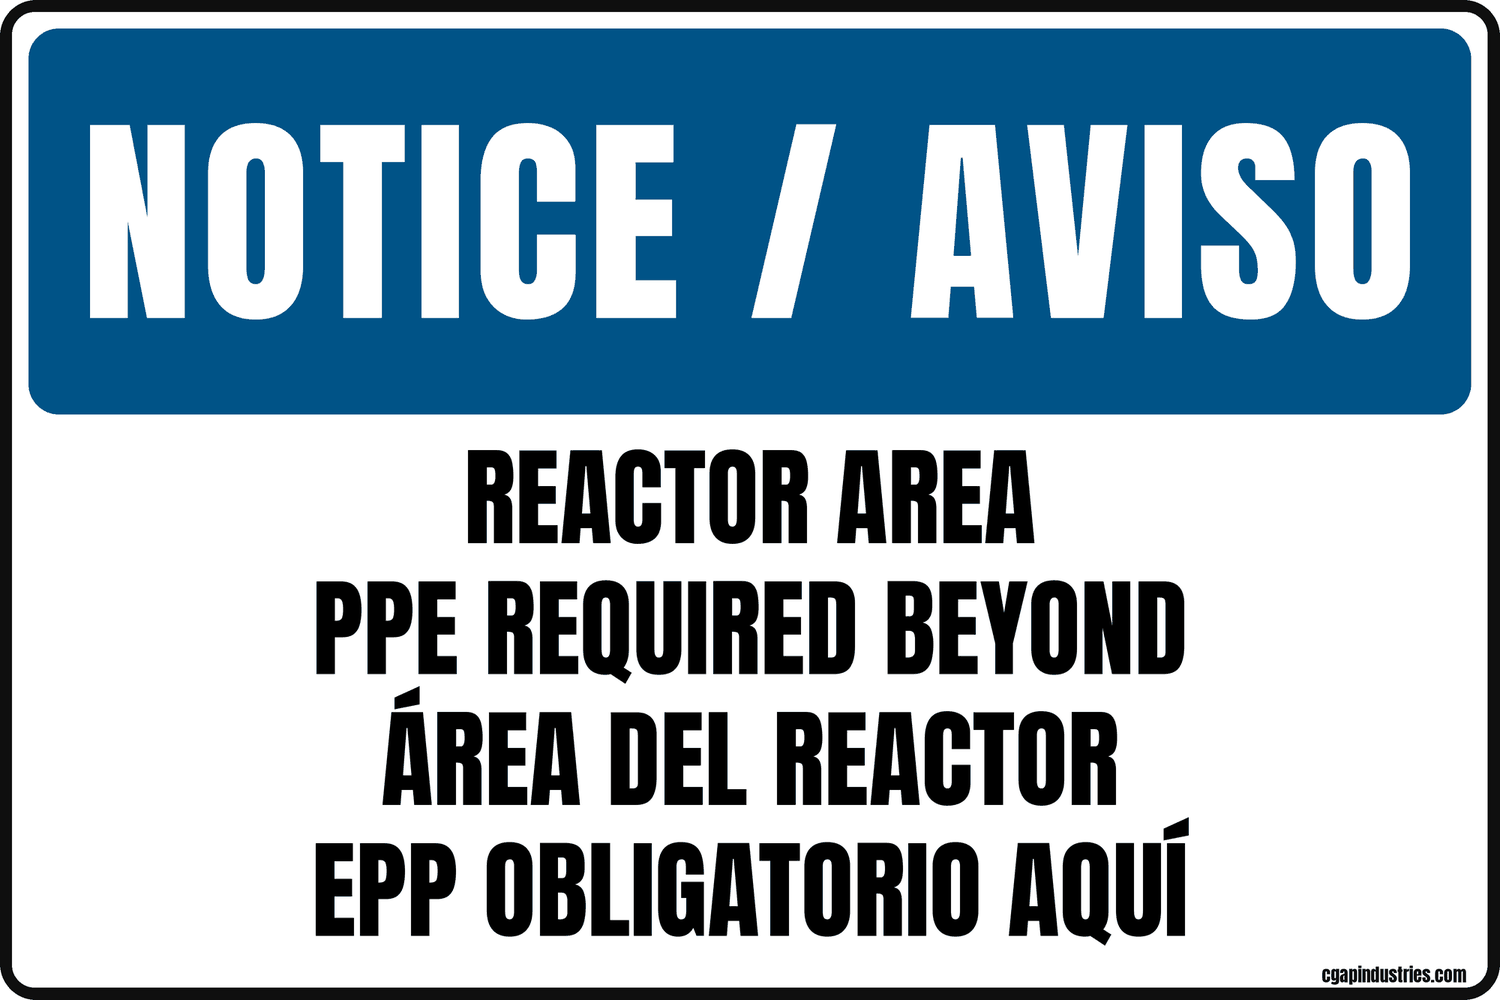 NOTICE / AVISO
REACTOR AREA
PPE REQUIRED BEYOND
ÁREA DEL REACTOR
EPP OBLIGATORIO AQUÍ
cgapindustries.com